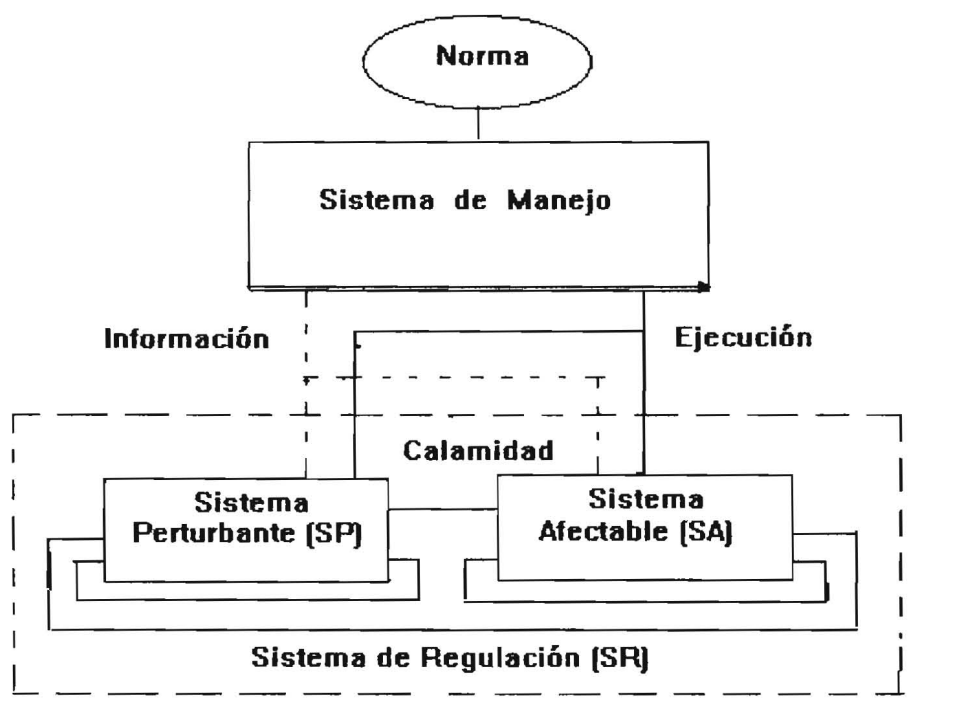 Norma
Sistema de Manejo
Información
Ejecución
Calamidad
Sistema
Perturbante (SP)
Sistema
Afectable (SA)
Sistema de Regulación (SR)